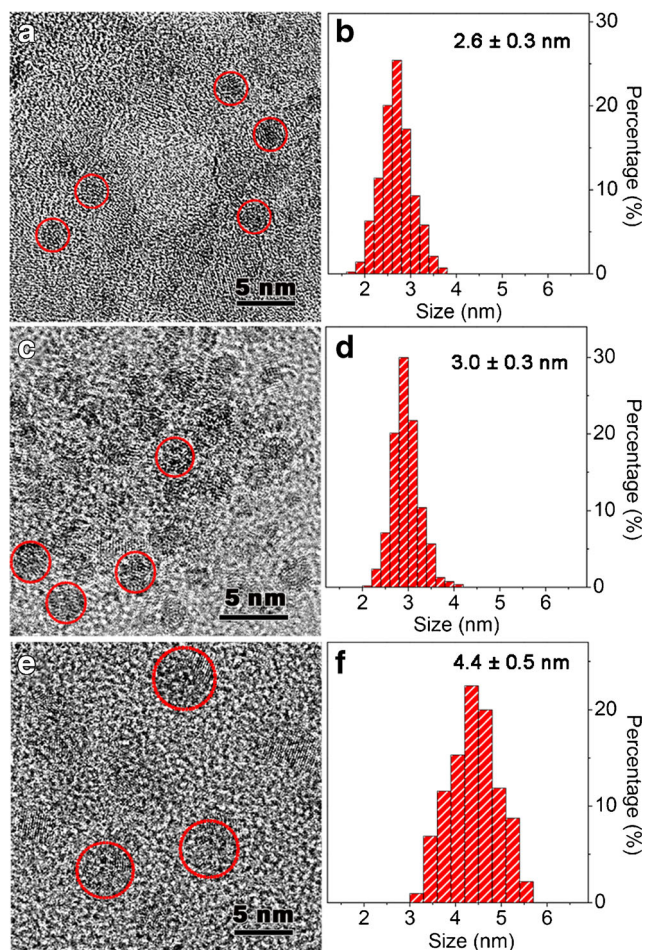 a
5 nm
b
2.6 ± 0.3 nm
30
20
10
0
Percentage (%)
2 3 4 5 6
Size (nm)
c
5 nm
d
3.0 ± 0.3 nm
30
20
10
0
Percentage (%)
2 3 4 5 6
Size (nm)
e
5 nm
f
4.4 ± 0.5 nm
20
10
0
Percentage (%)
2 3 4 5 6
Size (nm)